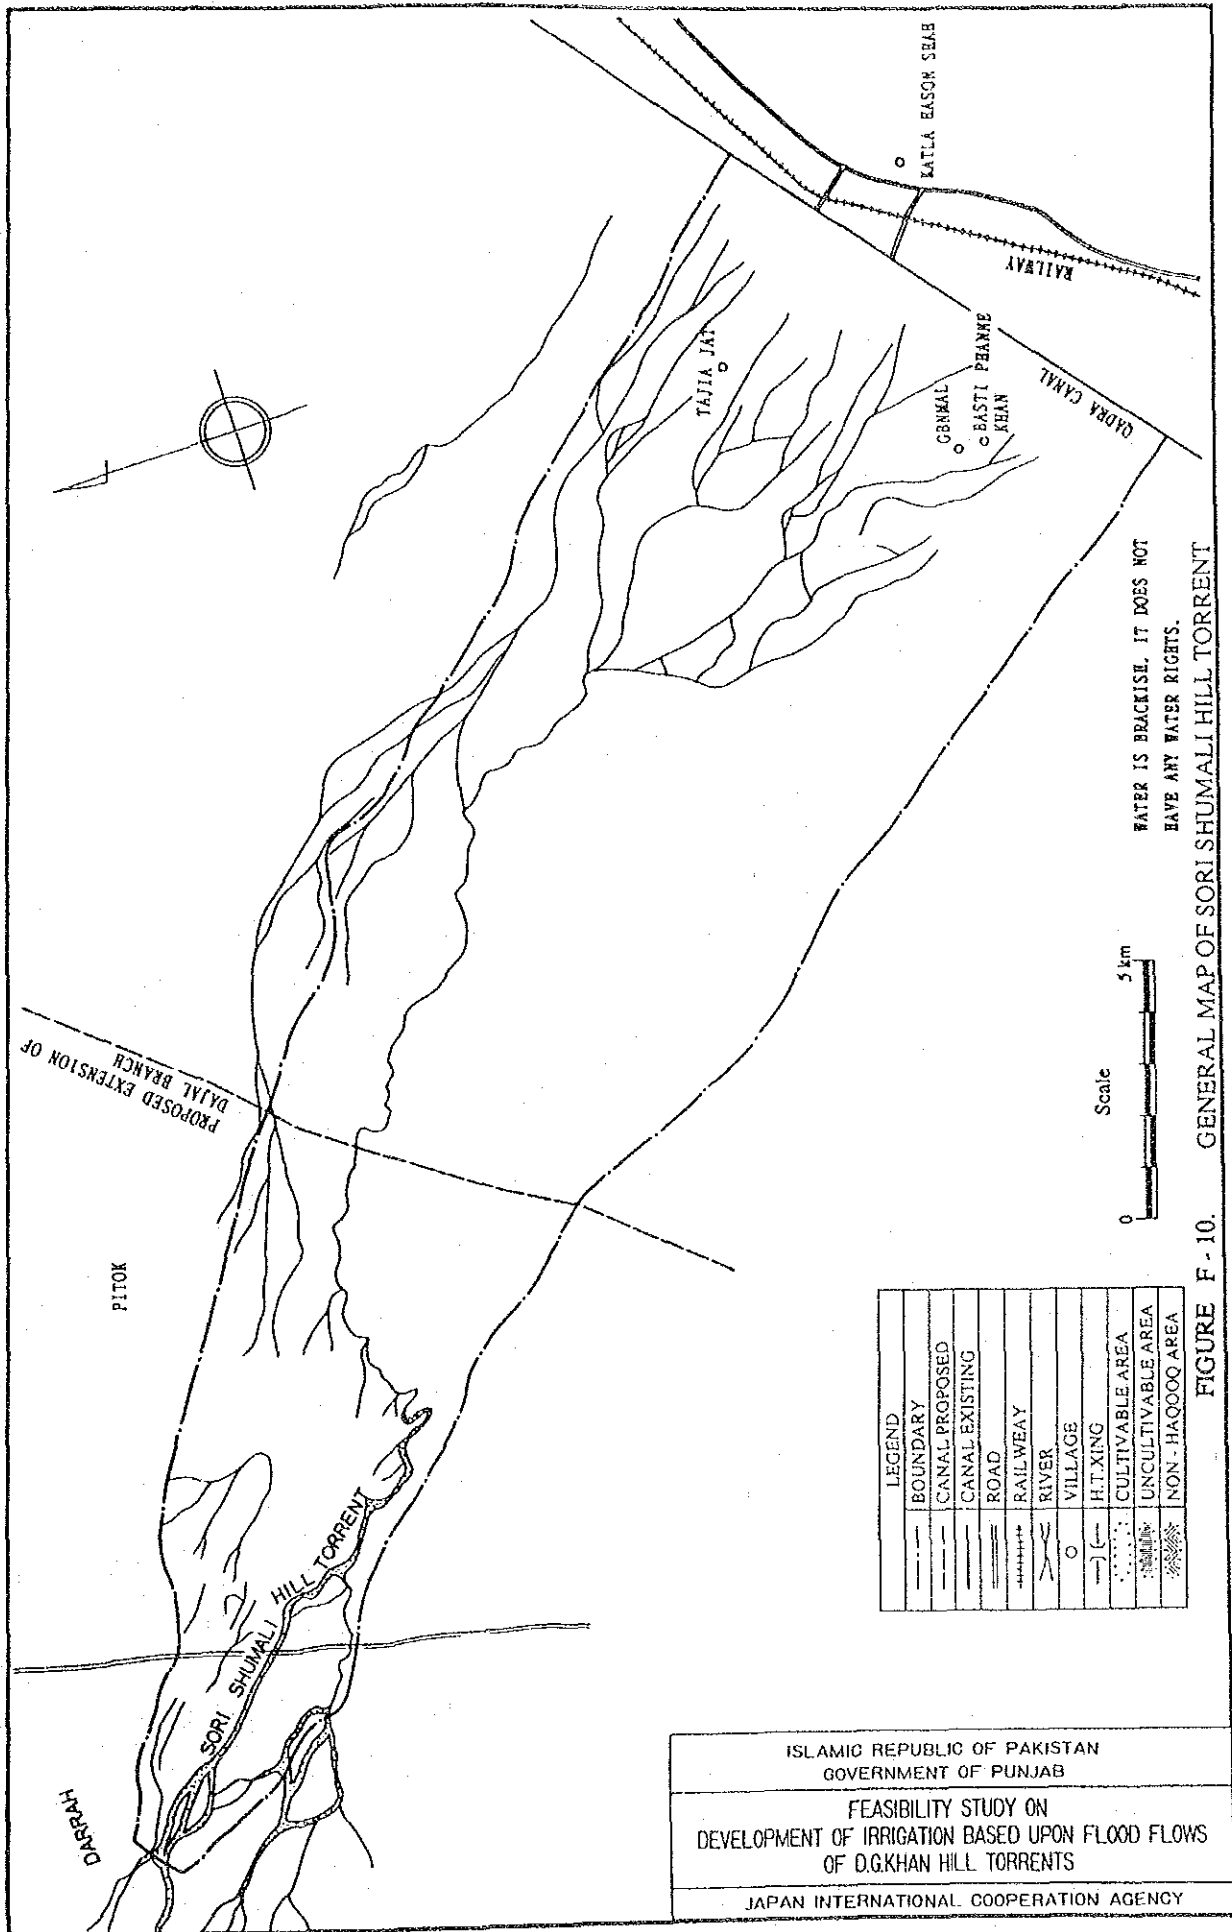 DARRAH
PITOK
SORI SHUMALI HILL TORRENT
PROPOSED EXTENSION OF
DAJAL BRANCH
TAJIA JAT
GBNMAL
BASTI PHANNE
KHAN
QADRA CANAL
RAILWAY
KATLA EASON SHAH
WATER IS BRACKISH. IT DOES NOT
HAVE ANY WATER RIGHTS.
Scale
0 5 km
LEGEND
BOUNDARY
CANAL PROPOSED
CANAL EXISTING
ROAD
RAILWEAY
RIVER
VILLAGE
H.T.XING
CULTIVABLE AREA
UNCULTIVABLE AREA
NON - HAQOOQ AREA
FIGURE F - 10. GENERAL MAP OF SORI SHUMALI HILL TORRENT
ISLAMIC REPUBLIC OF PAKISTAN
GOVERNMENT OF PUNJAB
FEASIBILITY STUDY ON
DEVELOPMENT OF IRRIGATION BASED UPON FLOOD FLOWS
OF D.G.KHAN HILL TORRENTS
JAPAN INTERNATIONAL COOPERATION AGENCY